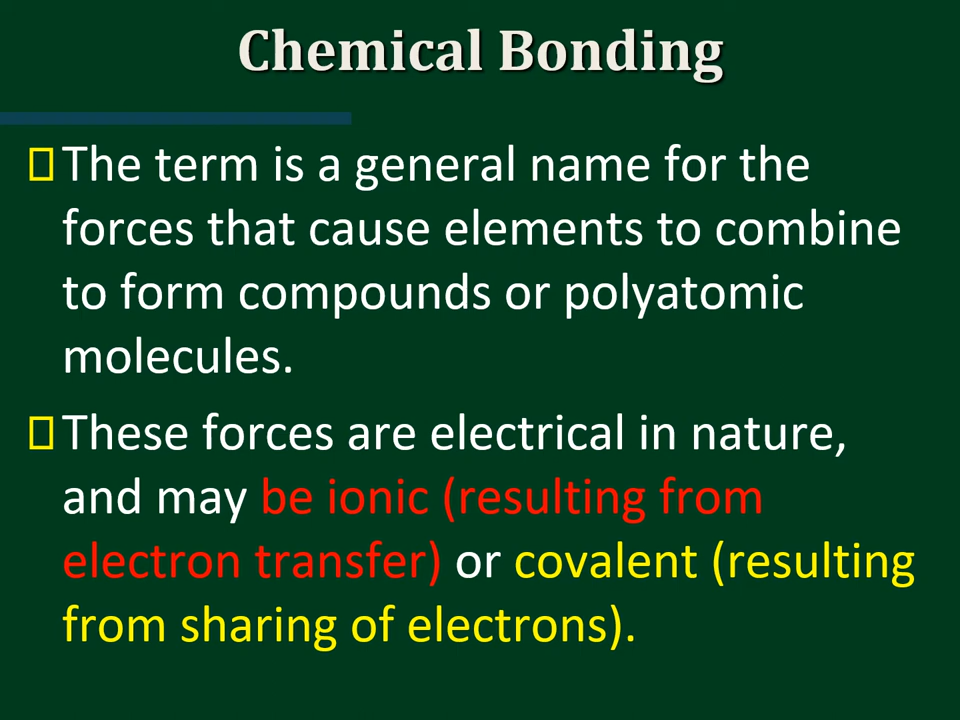 Chemical Bonding
The term is a general name for the
forces that cause elements to combine
to form compounds or polyatomic
molecules.
These forces are electrical in nature,
and may be ionic (resulting from
electron transfer) or covalent (resulting
from sharing of electrons).